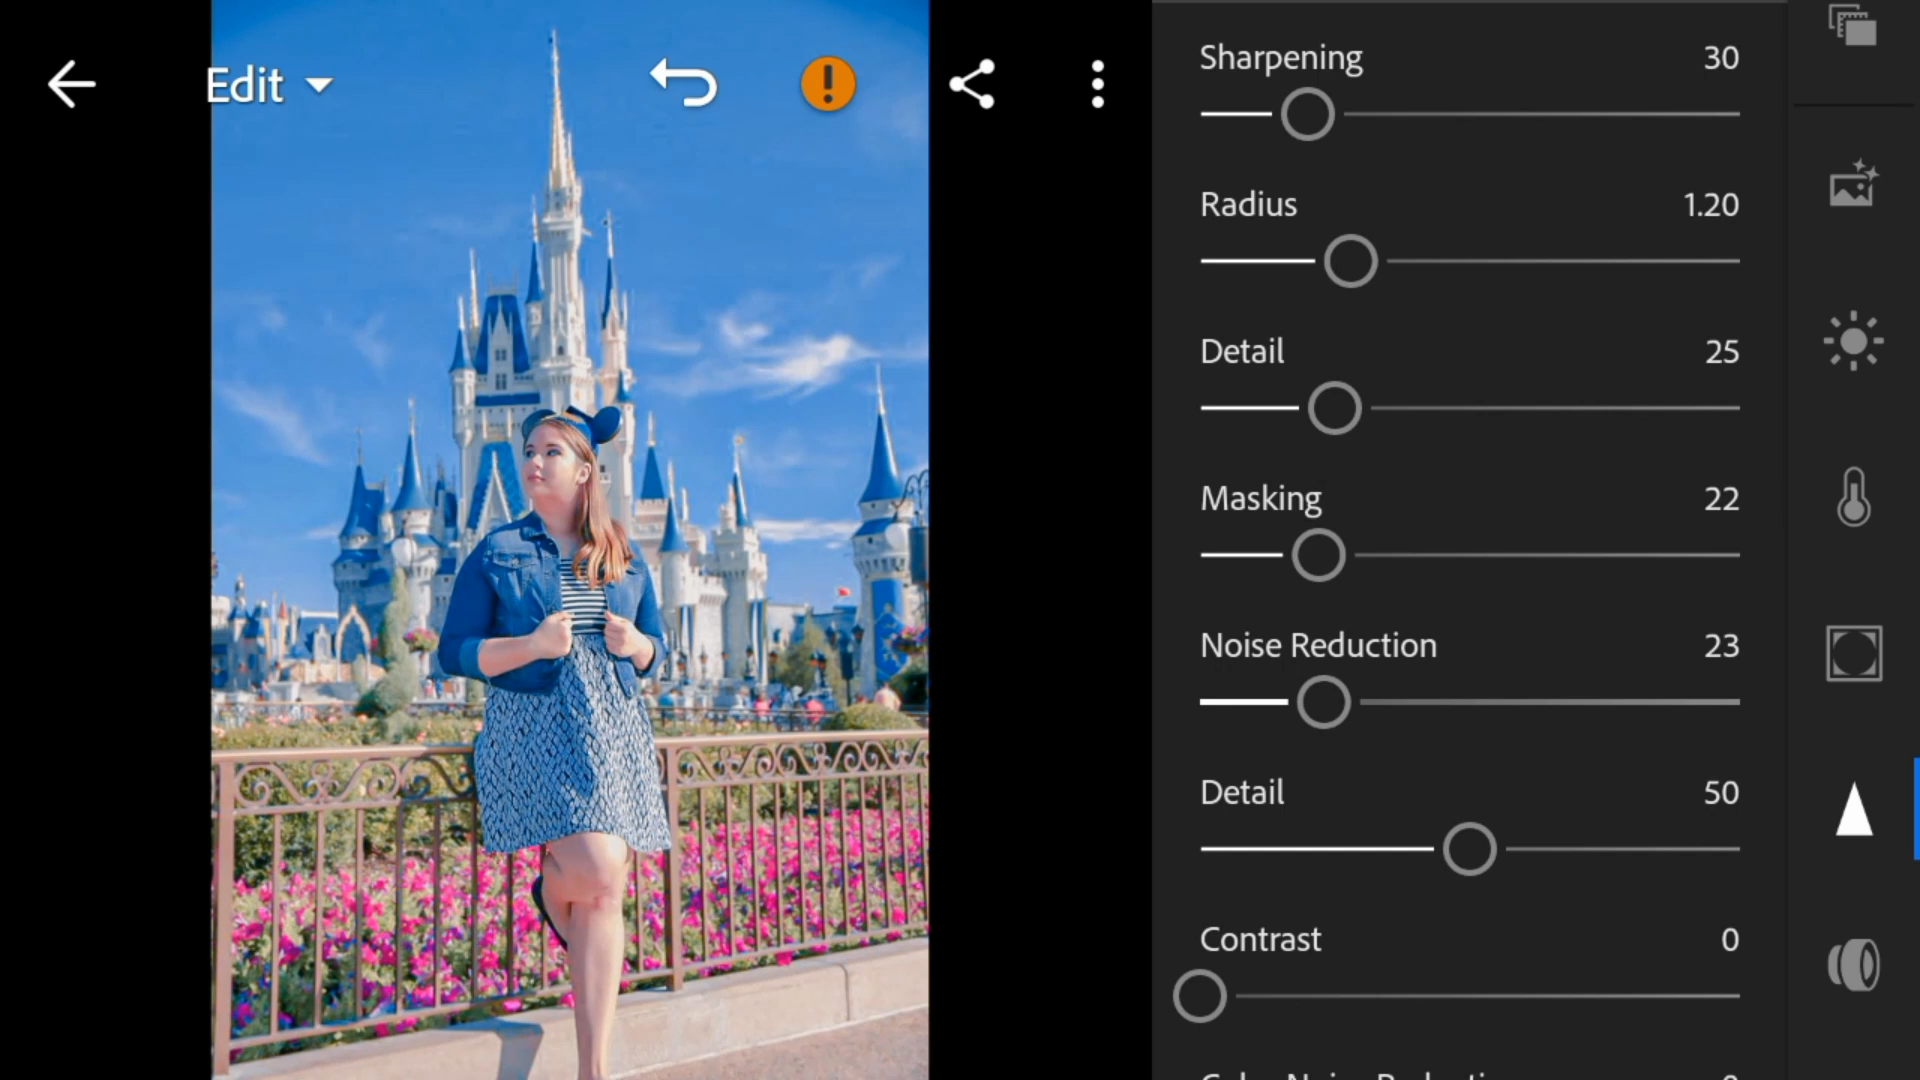 Edit
Sharpening 30
Radius 1.20
Detail 25
Masking 22
Noise Reduction 23
Detail 50
Contrast 0